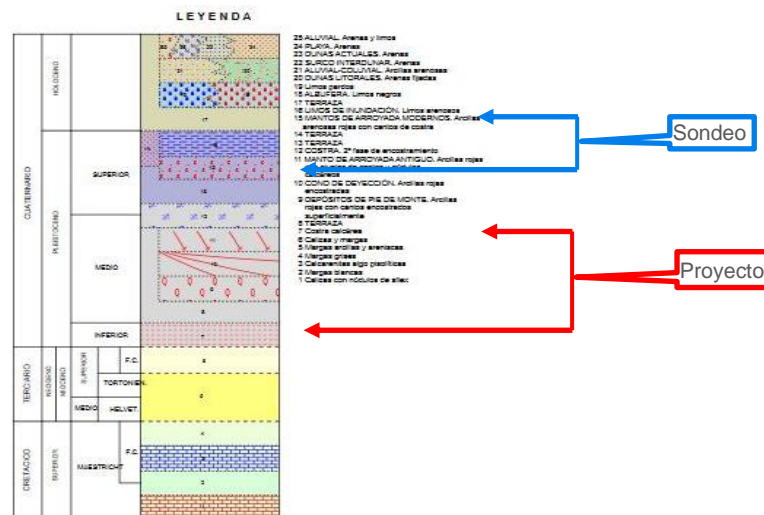 LEYENDA
25 ALUVIAL. Arenas y limos
24 PLAYA. Arenas
23 DUNAS ACTUALES. Arenas
22 SURCO INTERDUNAR. Arenas
21 ALUVIAL-COLUVIAL. Arcillas arenosas
20 DUNAS LITORALES. Arenas fijadas
19 Limos pardos
18 ALBUFERA. Limos negros
17 TERRAZA
16 LIMOS DE INUNDACIÓN. Limos arenosos
15 MANTOS DE ARROYADA MODERNOS. Arcillas
arenosas rojas con cantos de costra
14 TERRAZA
13 TERRAZA
12 COSTRA. 2ª fase de encostramiento
11 MANTO DE ARROYADA ANTIGUO. Arcillas rojas
calcáreos
10 CONO DE DEYECCIÓN. Arcillas rojas
encostradas
9 DEPÓSITOS DE PIE DE MONTE. Arcillas
rojas con cantos encostrados
superficialmente
8 TERRAZA
7 Costra calcárea
6 Calizas y margas
5 Margas arcillas y areniscas
4 Margas grises
3 Calcarenitas algo pisolíticas
2 Margas blancas
1 Calizas con nódulos de sílex
Sondeo
Proyecto
CUATERNARIO
HOLOCENO
PLEISTOCENO
SUPERIOR
MEDIO
INFERIOR
TERCIARIO
NEOGENO
MIOCENO
SUPERIOR
F.C.
TORTONIEN.
MEDIO
HELVET.
CRETACICO
SUPERIOR
MAESTRICHT
F.C.
17